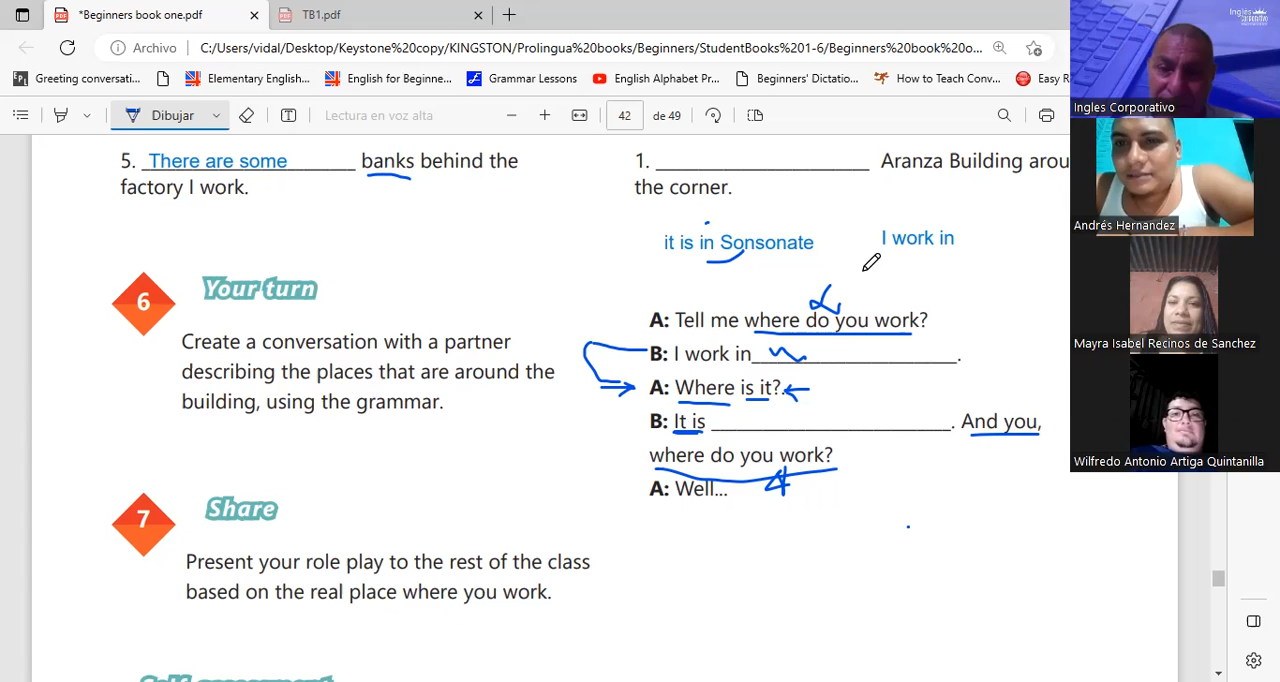 *Beginners book one.pdf
TB1.pdf
Archivo
C:/Users/vidal/Desktop/Keystone%20copy/KINGSTON/Prolingua%20books/Beginners/StudentBooks%201-6/Beginners%20book%20o...
Greeting conversati...
Elementary English...
English for Beginne...
Grammar Lessons
English Alphabet Pr...
Beginners' Dictatio...
How to Teach Conv...
Easy R
Dibujar
Lectura en voz alta
42
de 49
5. There are some banks behind the
factory I work.
6
Your turn
Create a conversation with a partner
describing the places that are around the
building, using the grammar.
7
Share
Present your role play to the rest of the class
based on the real place where you work.
1. Aranza Building arou
the corner.
it is in Sonsonate
I work in
A: Tell me where do you work?
B: I work in .
A: Where is it?
B: It is . And you,
where do you work?
A: Well...
Ingles
Corporativo
Ingles Corporativo
Andrés Hernandez
Mayra Isabel Recinos de Sanchez
Wilfredo Antonio Artiga Quintanilla